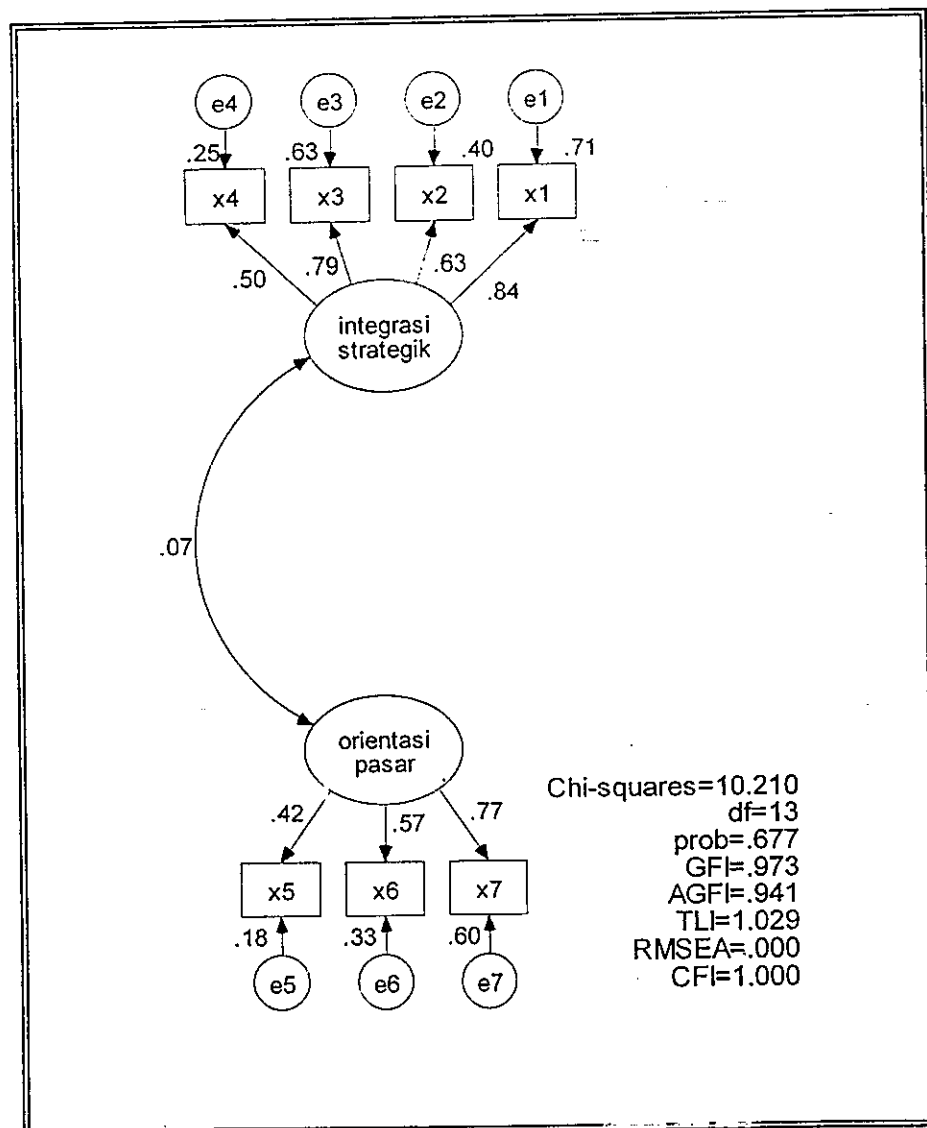 e4 e3 e2 e1
.25 .63 .40 .71
x4 x3 x2 x1
.50 .79 .63 .84
integrasi
strategik
.07
orientasi
pasar
.42 .57 .77
x5 x6 x7
.18 .33 .60
e5 e6 e7
Chi-squares=10.210
df=13
prob=.677
GFI=.973
AGFI=.941
TLI=1.029
RMSEA=.000
CFI=1.000